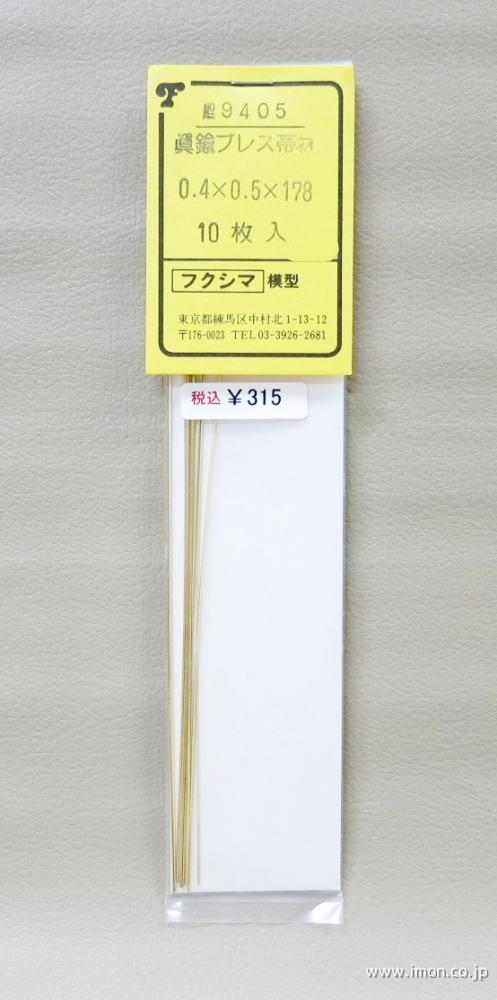 F
№9405
眞鍮プレス帯材
0.4×0.5×178
10枚入
フクシマ 模型
東京都練馬区中村北1-13-12
〒176-0023 TEL03-3926-2681
税込¥315
www.imon.co.jp